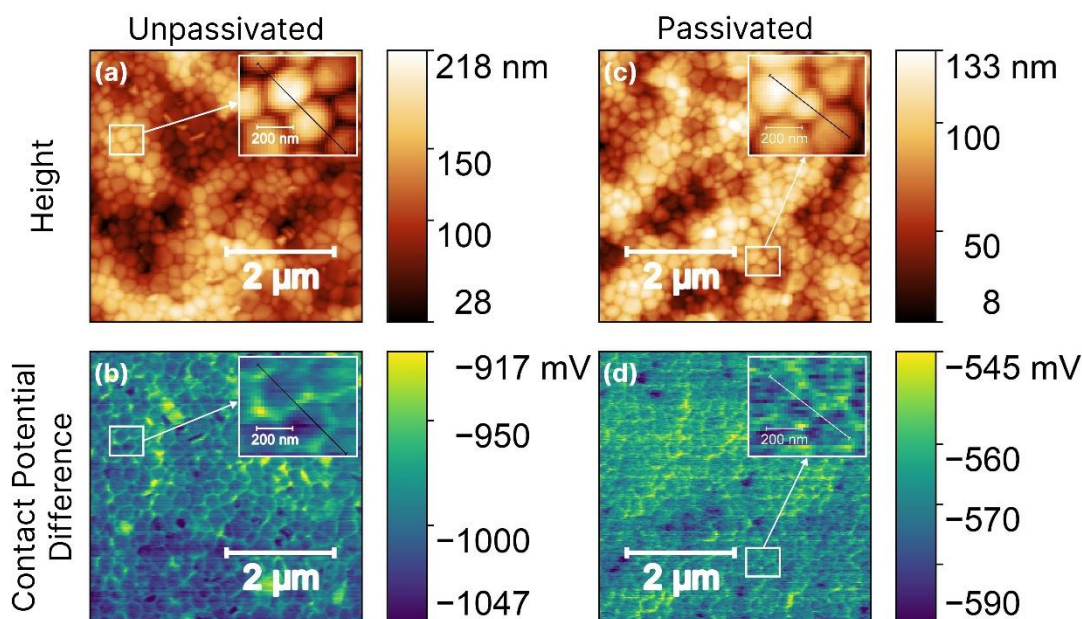 Unpassivated
Passivated
Height
(a)
200 nm
2 μm
218 nm
150
100
28
(c)
200 nm
2 μm
133 nm
100
50
8
Contact Potential
Difference
(b)
200 nm
2 μm
−917 mV
−950
−1000
−1047
(d)
200 nm
2 μm
−545 mV
−560
−570
−590